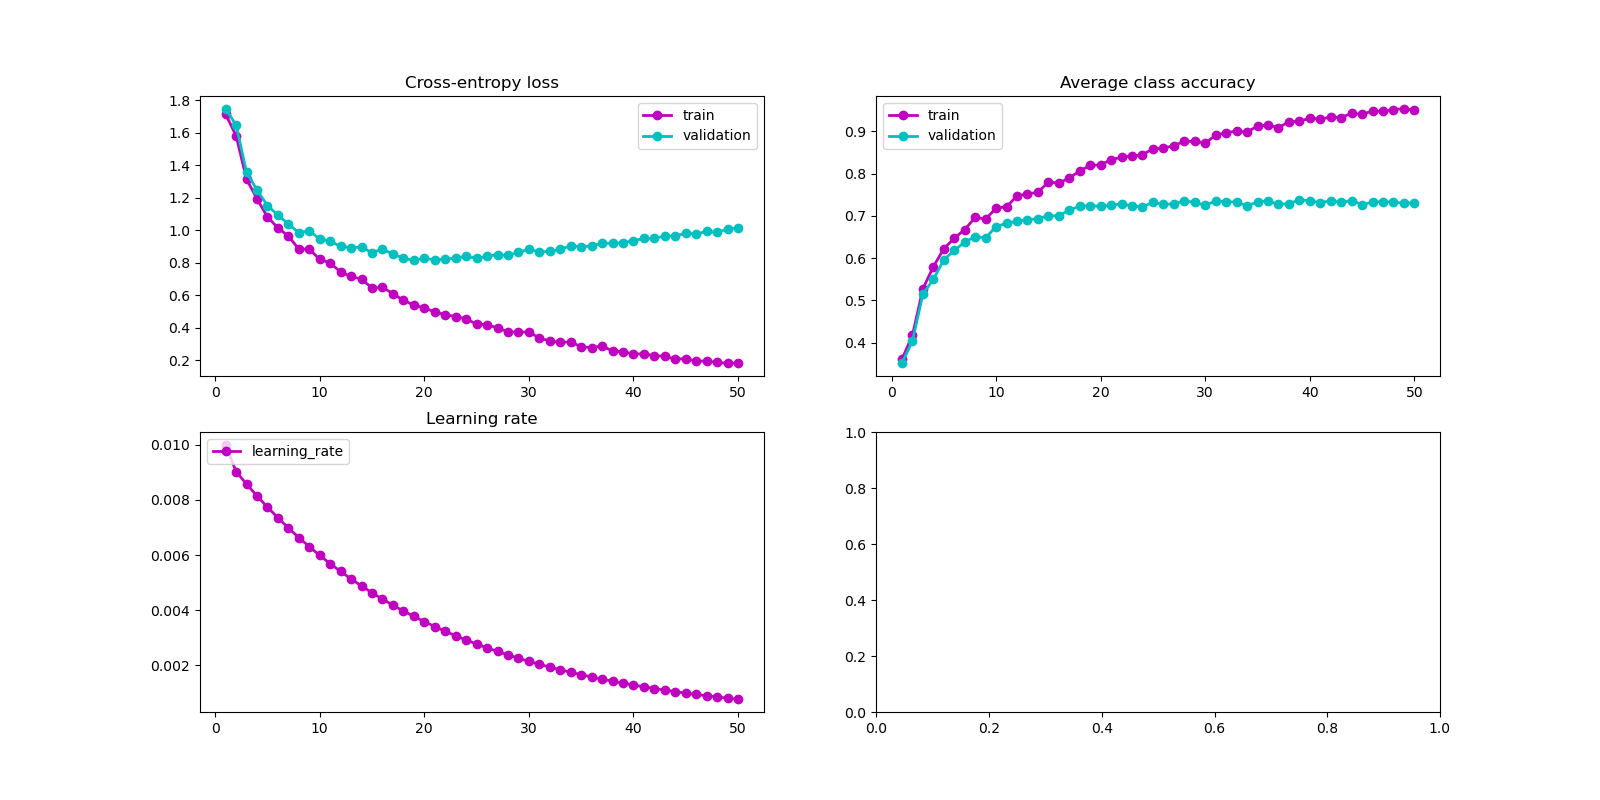 Cross-entropy loss
1.8
1.6
1.4
1.2
1.0
0.8
0.6
0.4
0.2
0 10 20 30 40 50
train
validation
Average class accuracy
0.9
0.8
0.7
0.6
0.5
0.4
0 10 20 30 40 50
train
validation
Learning rate
0.010
0.008
0.006
0.004
0.002
0 10 20 30 40 50
learning_rate
1.0
0.8
0.6
0.4
0.2
0.0
0.0 0.2 0.4 0.6 0.8 1.0